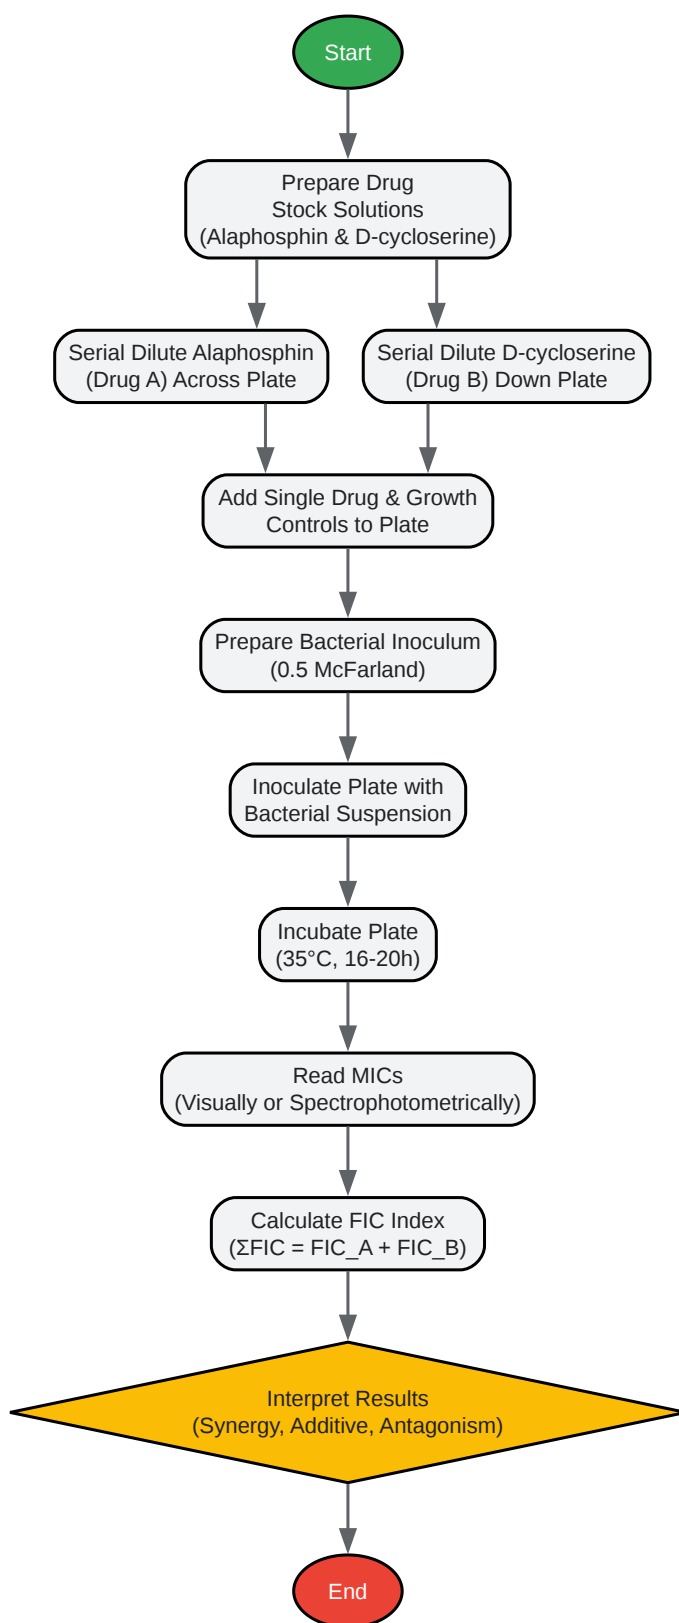 Start
Prepare Drug
Stock Solutions
(Alaphosphin & D-cycloserine)
Serial Dilute Alaphosphin
(Drug A) Across Plate
Serial Dilute D-cycloserine
(Drug B) Down Plate
Add Single Drug & Growth
Controls to Plate
Prepare Bacterial Inoculum
(0.5 McFarland)
Inoculate Plate with
Bacterial Suspension
Incubate Plate
(35°C, 16-20h)
Read MICs
(Visually or Spectrophotometrically)
Calculate FIC Index
(ΣFIC = FIC_A + FIC_B)
Interpret Results
(Synergy, Additive, Antagonism)
End